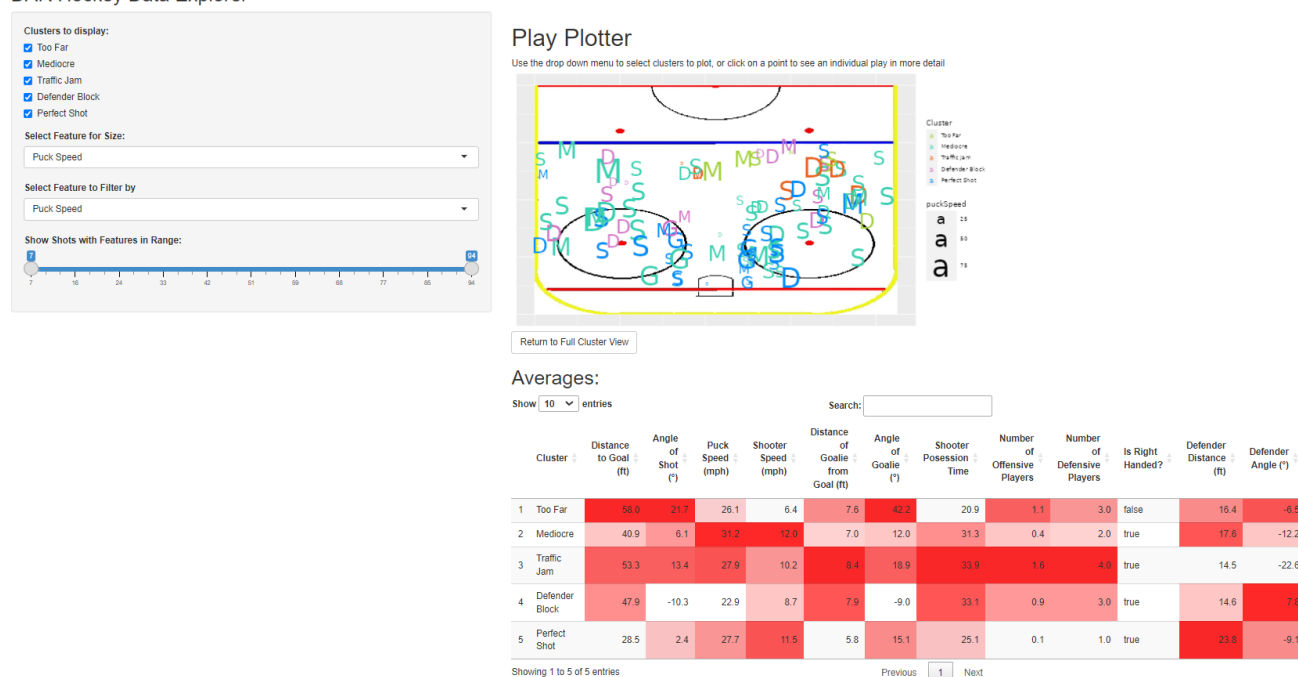 Clusters to display:
Too Far
Mediocre
Traffic Jam
Defender Block
Perfect Shot
Select Feature for Size:
Puck Speed
Select Feature to Filter by
Puck Speed
Show Shots with Features in Range:
7 94
7 16 24 33 42 51 59 68 77 85 94
Play Plotter
Use the drop down menu to select clusters to plot, or click on a point to see an individual play in more detail
Cluster
Too Far
Mediocre
Traffic Jam
Defender Block
Perfect Shot
puckSpeed
a 25
a 50
a 75
Return to Full Cluster View
Averages:
Show 10 entries Search:
Cluster Distance to Goal (ft) Angle of Shot (°) Puck Speed (mph) Shooter Speed (mph) Distance of Goalie from Goal (ft) Angle of Goalie (°) Shooter Posession Time Number of Offensive Players Number of Defensive Players Is Right Handed? Defender Distance (ft) Defender Angle (°)
1 Too Far 58.0 21.7 26.1 6.4 7.6 42.2 20.9 1.1 3.0 false 16.4 -6.5
2 Mediocre 40.9 6.1 31.2 12.0 7.0 12.0 31.3 0.4 2.0 true 17.6 -12.2
3 Traffic Jam 53.3 13.4 27.9 10.2 8.4 18.9 33.9 1.6 4.0 true 14.5 -22.6
4 Defender Block 47.9 -10.3 22.9 8.7 7.9 -9.0 33.1 0.9 3.0 true 14.6 7.8
5 Perfect Shot 28.5 2.4 27.7 11.5 5.8 15.1 25.1 0.1 1.0 true 23.8 -9.1
Showing 1 to 5 of 5 entries Previous 1 Next